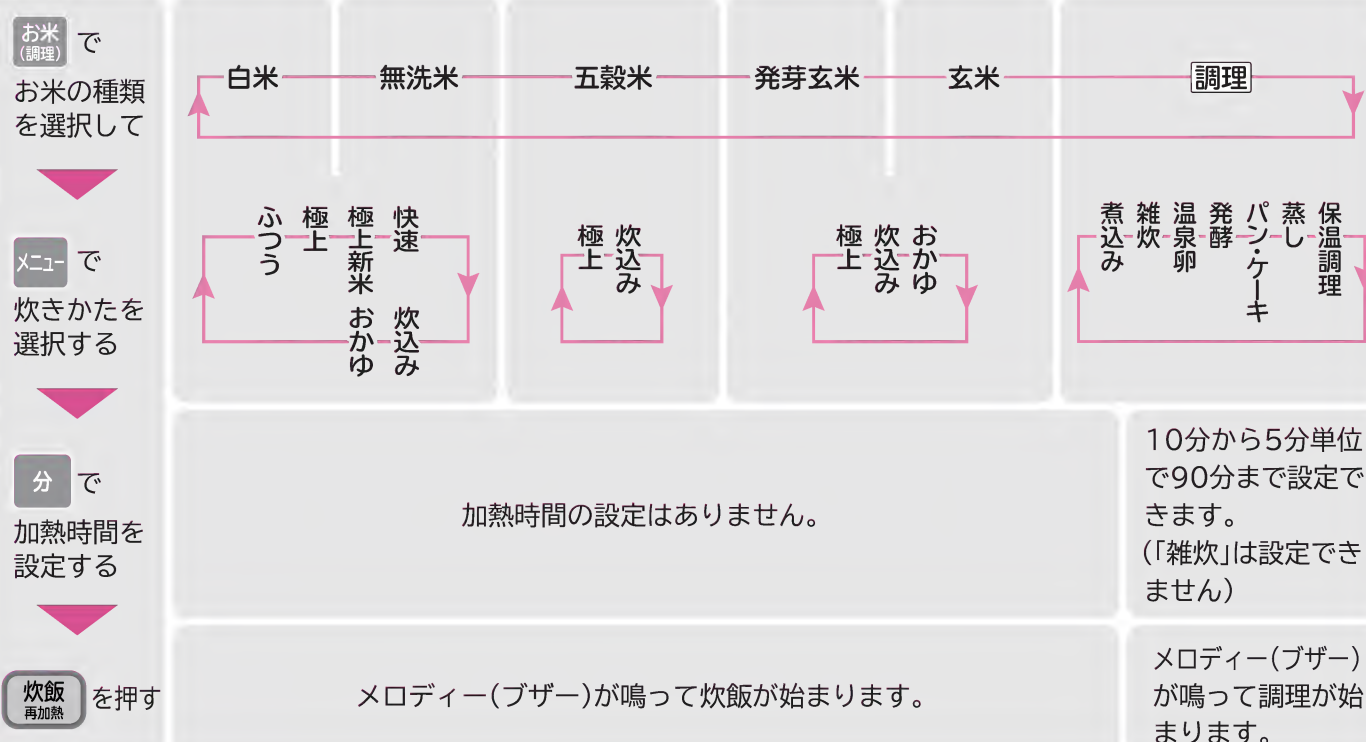 お米
(調理)
で
お米の種類
を選択して
白米
無洗米
五穀米
発芽玄米
玄米
調理
メニュー
で
炊きかたを
選択する
ふつう
極上
極上新米
快速
炊込み
おかゆ
極上
炊込み
極上
炊込み
おかゆ
煮込み
雑炊
温泉卵
発酵
パン・ケーキ
蒸し
保温調理
分
で
加熱時間を
設定する
加熱時間の設定はありません。
10分から5分単位
で90分まで設定で
きます。
(「雑炊」は設定でき
ません)
炊飯
再加熱
を押す
メロディー(ブザー)が鳴って炊飯が始まります。
メロディー(ブザー)
が鳴って調理が始
まります。